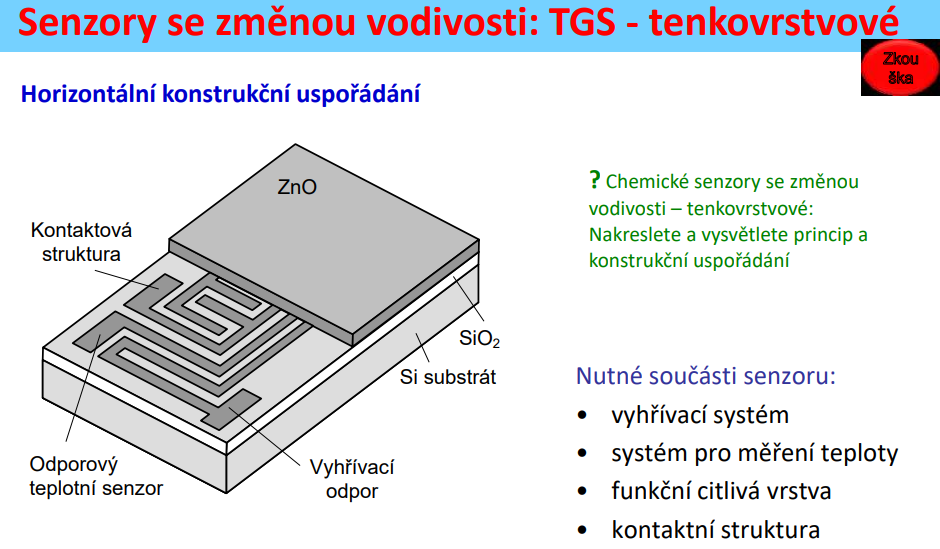 Senzory se změnou vodivosti: TGS - tenkovrstvové
Zkou
ška
Horizontální konstrukční uspořádání
ZnO
Kontaktová
struktura
SiO2
Si substrát
Odporový
teplotní senzor
Vyhřívací
odpor
? Chemické senzory se změnou
vodivosti – tenkovrstvové:
Nakreslete a vysvětlete princip a
konstrukční uspořádání
Nutné součásti senzoru:
• vyhřívací systém
• systém pro měření teploty
• funkční citlivá vrstva
• kontaktní struktura